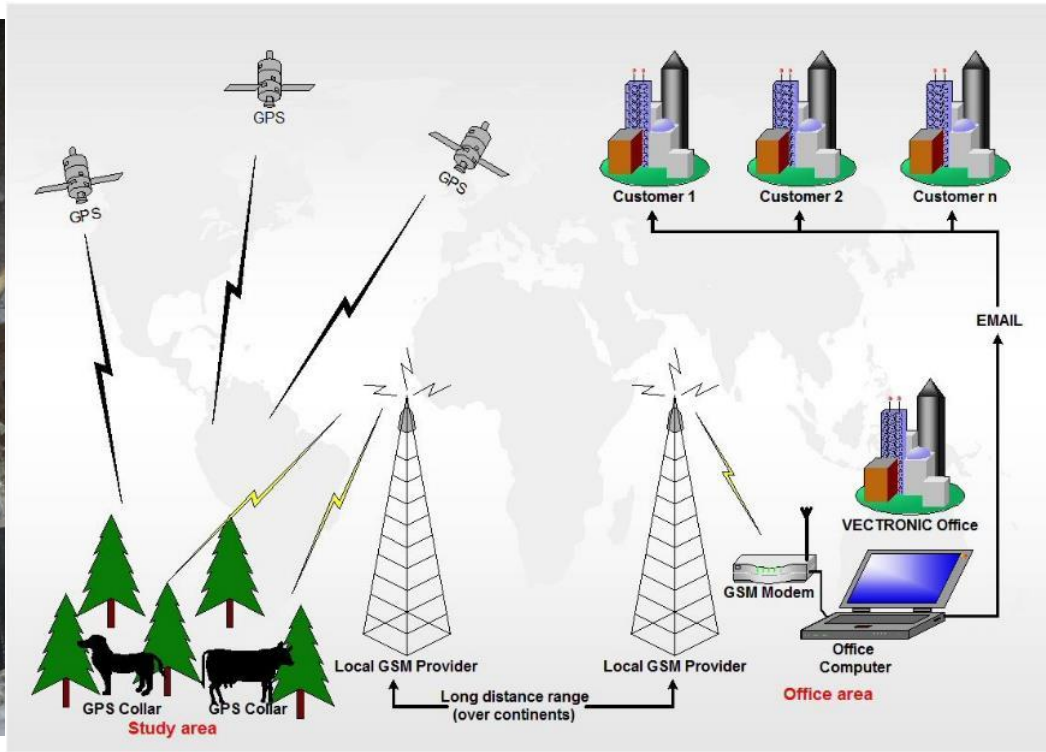 GPS
GPS
GPS
Customer 1
Customer 2
Customer n
EMAIL
VECTRONIC Office
GSM Modem
Office
Computer
Local GSM Provider
Local GSM Provider
Office area
Long distance range
(over continents)
GPS Collar
GPS Collar
Study area